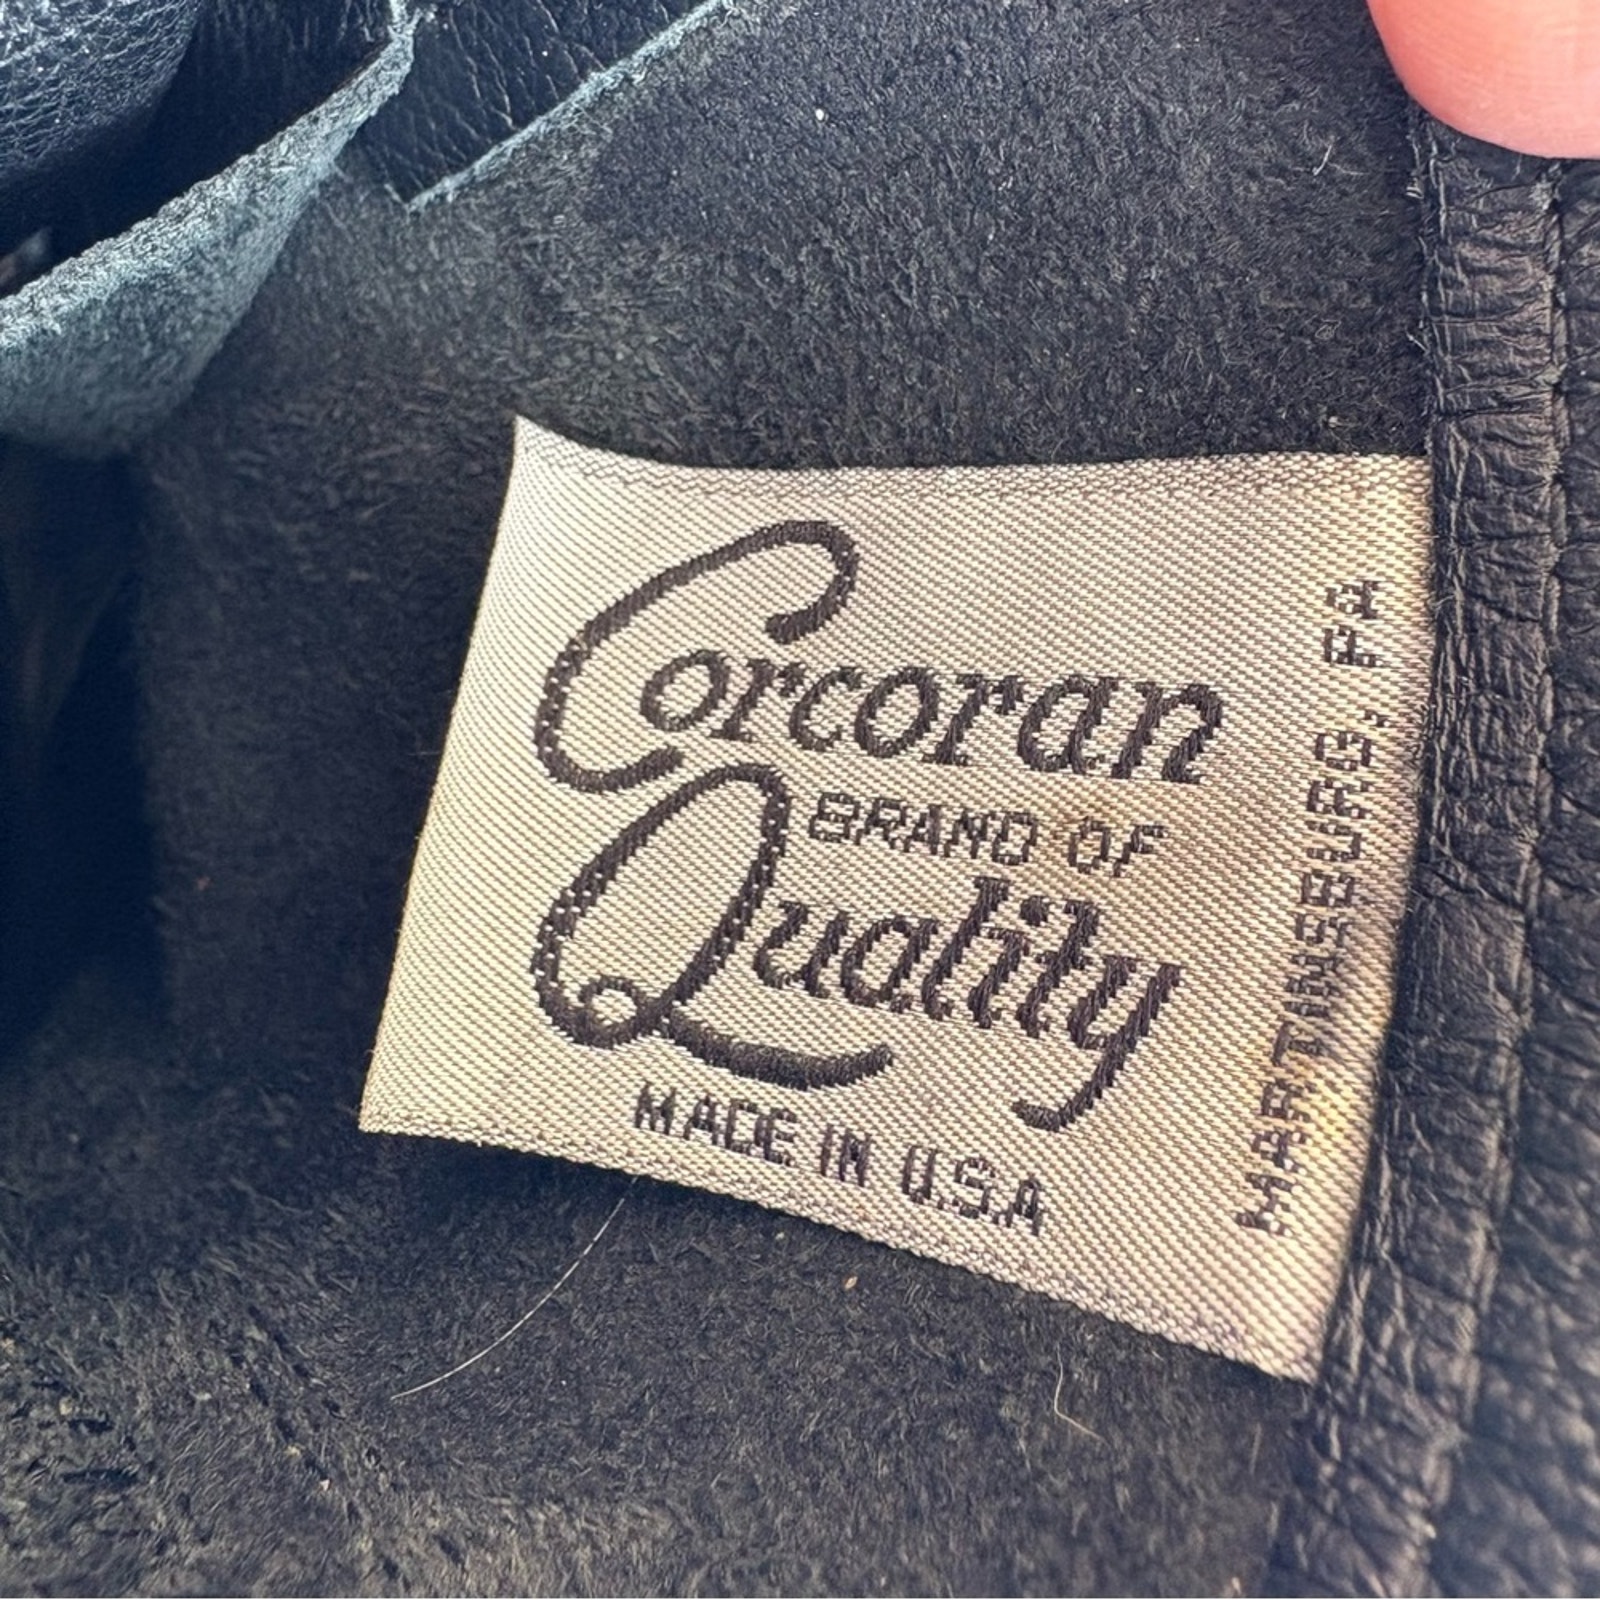 Corcoran
BRAND OF
Quality
MADE IN U.S.A
MARTINSBURG, PA